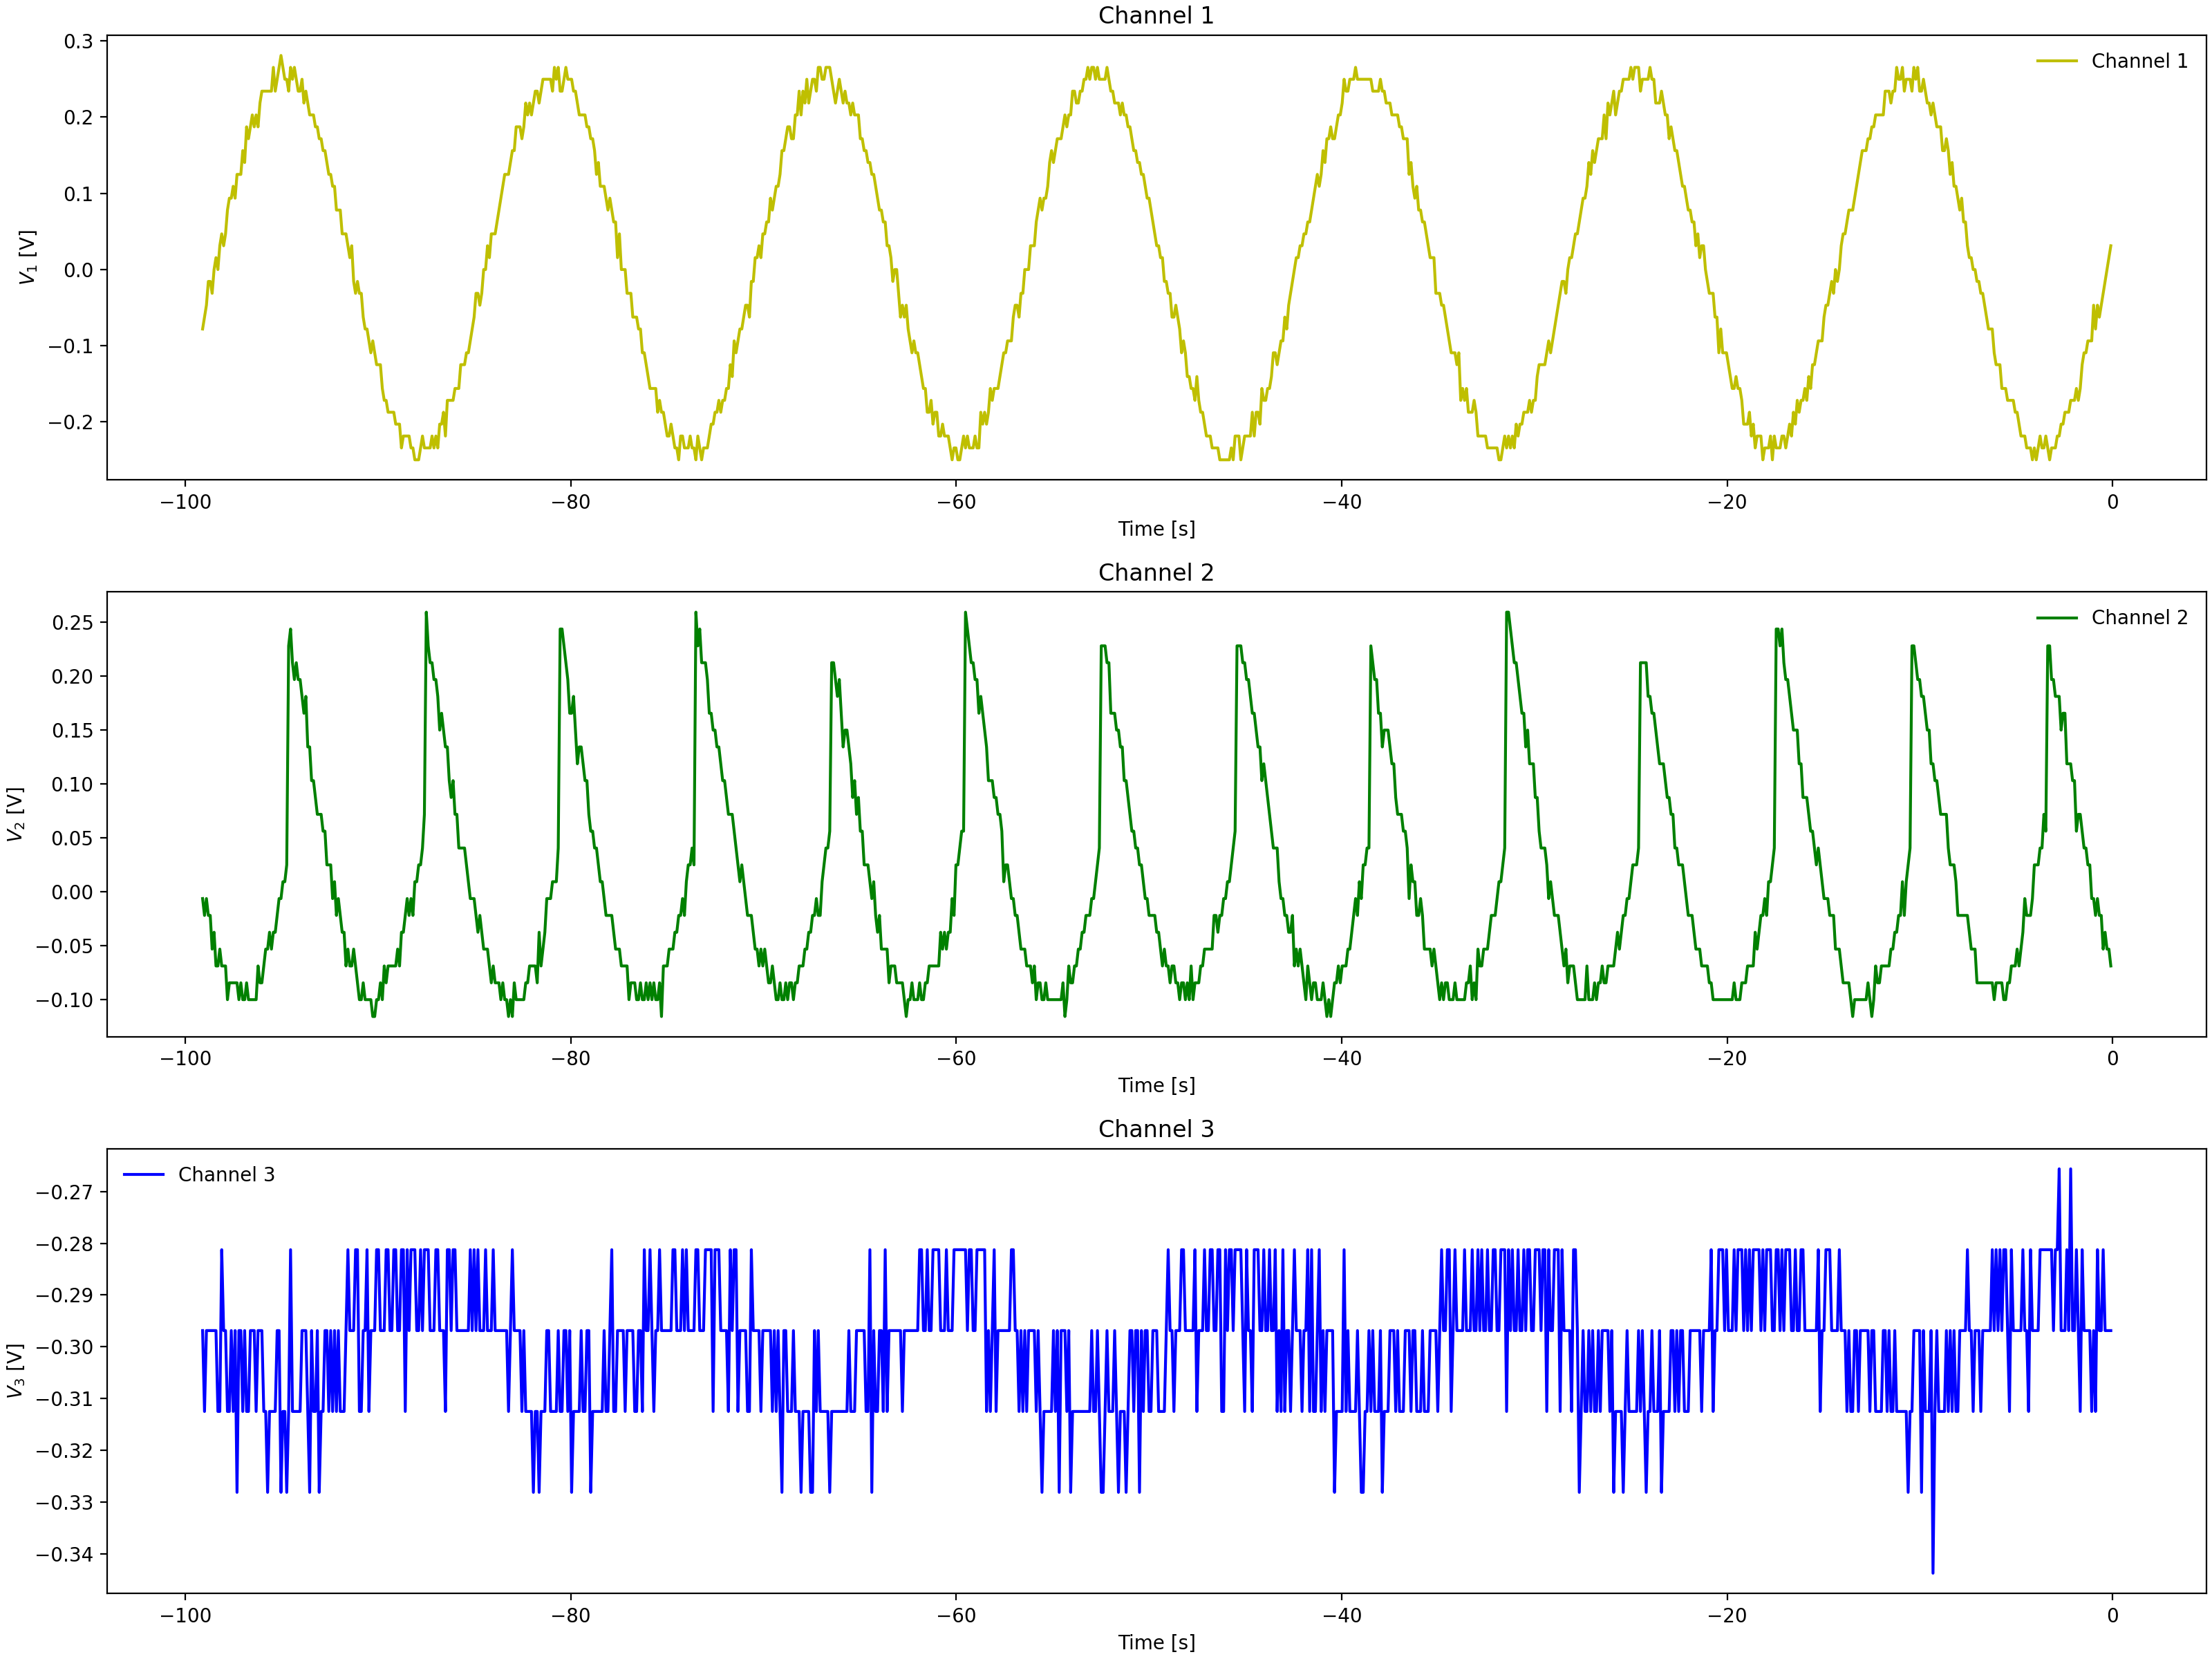 Channel 1
0.3
0.2
0.1
0.0
−0.1
−0.2
V1 [V]
Channel 1
−100 −80 −60 −40 −20 0
Time [s]
Channel 2
0.25
0.20
0.15
0.10
0.05
0.00
−0.05
−0.10
V2 [V]
Channel 2
−100 −80 −60 −40 −20 0
Time [s]
Channel 3
Channel 3
−0.27
−0.28
−0.29
−0.30
−0.31
−0.32
−0.33
−0.34
V3 [V]
−100 −80 −60 −40 −20 0
Time [s]